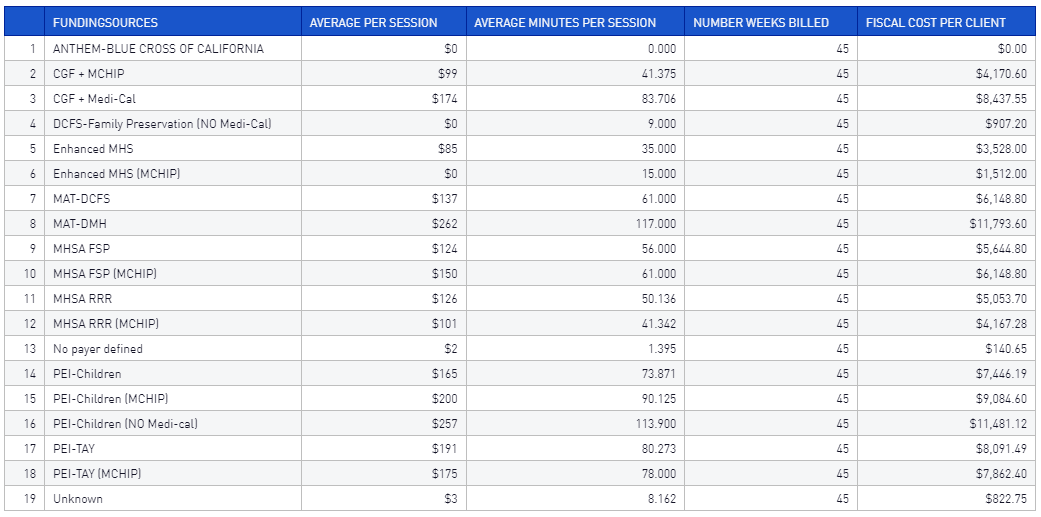 FUNDINGSOURCES AVERAGE PER SESSION AVERAGE MINUTES PER SESSION NUMBER WEEKS BILLED FISCAL COST PER CLIENT
1 ANTHEM-BLUE CROSS OF CALIFORNIA $0 0.000 45 $0.00
2 CGF + MCHIP $99 41.375 45 $4,170.60
3 CGF + Medi-Cal $174 83.706 45 $8,437.55
4 DCFS-Family Preservation (NO Medi-Cal) $0 9.000 45 $907.20
5 Enhanced MHS $85 35.000 45 $3,528.00
6 Enhanced MHS (MCHIP) $0 15.000 45 $1,512.00
7 MAT-DCFS $137 61.000 45 $6,148.80
8 MAT-DMH $262 117.000 45 $11,793.60
9 MHSA FSP $124 56.000 45 $5,644.80
10 MHSA FSP (MCHIP) $150 61.000 45 $6,148.80
11 MHSA RRR $126 50.136 45 $5,053.70
12 MHSA RRR (MCHIP) $101 41.342 45 $4,167.28
13 No payer defined $2 1.395 45 $140.65
14 PEI-Children $165 73.871 45 $7,446.19
15 PEI-Children (MCHIP) $200 90.125 45 $9,084.60
16 PEI-Children (NO Medi-cal) $257 113.900 45 $11,481.12
17 PEI-TAY $191 80.273 45 $8,091.49
18 PEI-TAY (MCHIP) $175 78.000 45 $7,862.40
19 Unknown $3 8.162 45 $822.75